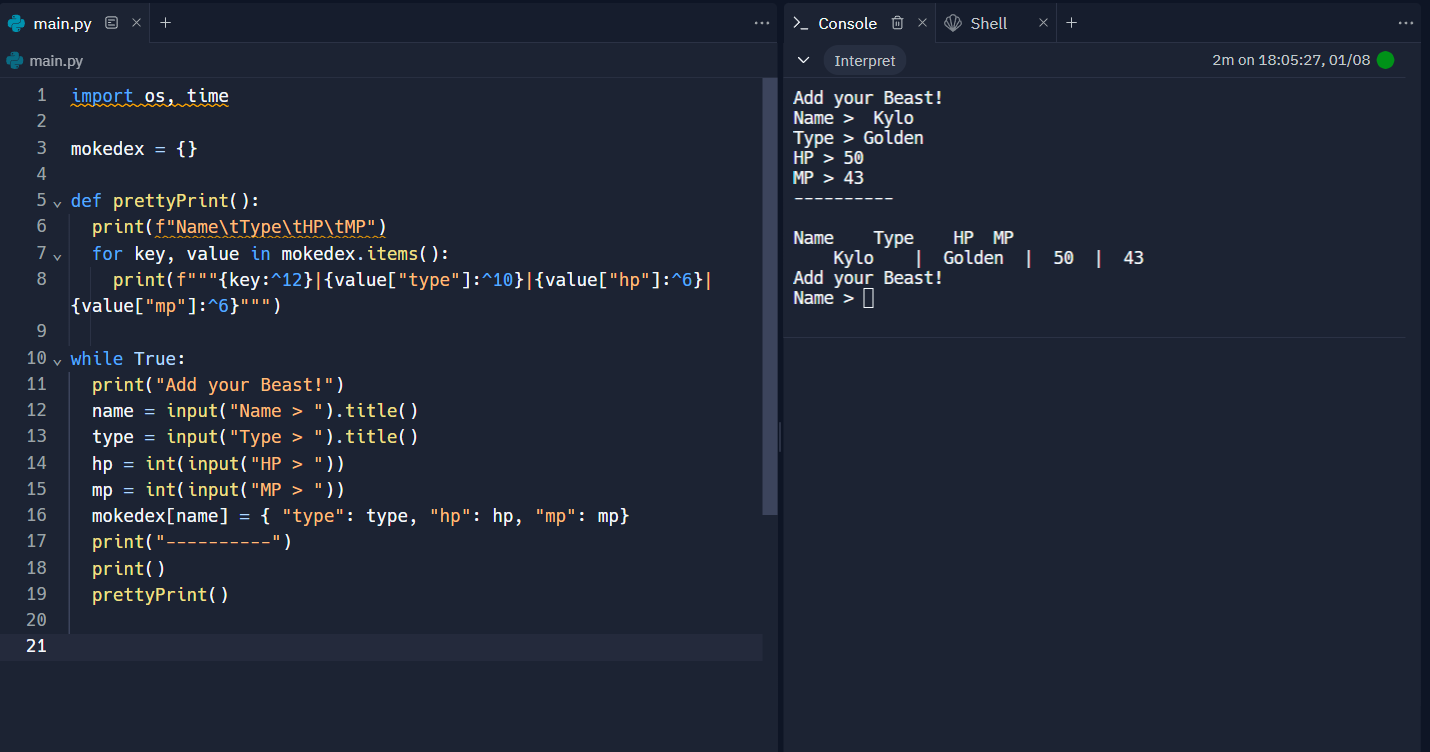 main.py
main.py
1 import os, time
2
3 mokedex = {}
4
5 def prettyPrint():
6   print(f"Name\tType\tHP\tMP")
7   for key, value in mokedex.items():
8     print(f"""{key:^12}|{value["type"]:^10}|{value["hp"]:^6}|
{value["mp"]:^6}""")
9
10 while True:
11   print("Add your Beast!")
12   name = input("Name > ").title()
13   type = input("Type > ").title()
14   hp = int(input("HP > "))
15   mp = int(input("MP > "))
16   mokedex[name] = { "type": type, "hp": hp, "mp": mp}
17   print("----------")
18   print()
19   prettyPrint()
20
21
Console Shell
Interpret 2m on 18:05:27, 01/08
Add your Beast!
Name >  Kylo
Type > Golden
HP > 50
MP > 43
----------
Name    Type    HP  MP
    Kylo    |  Golden  |  50  |  43
Add your Beast!
Name >